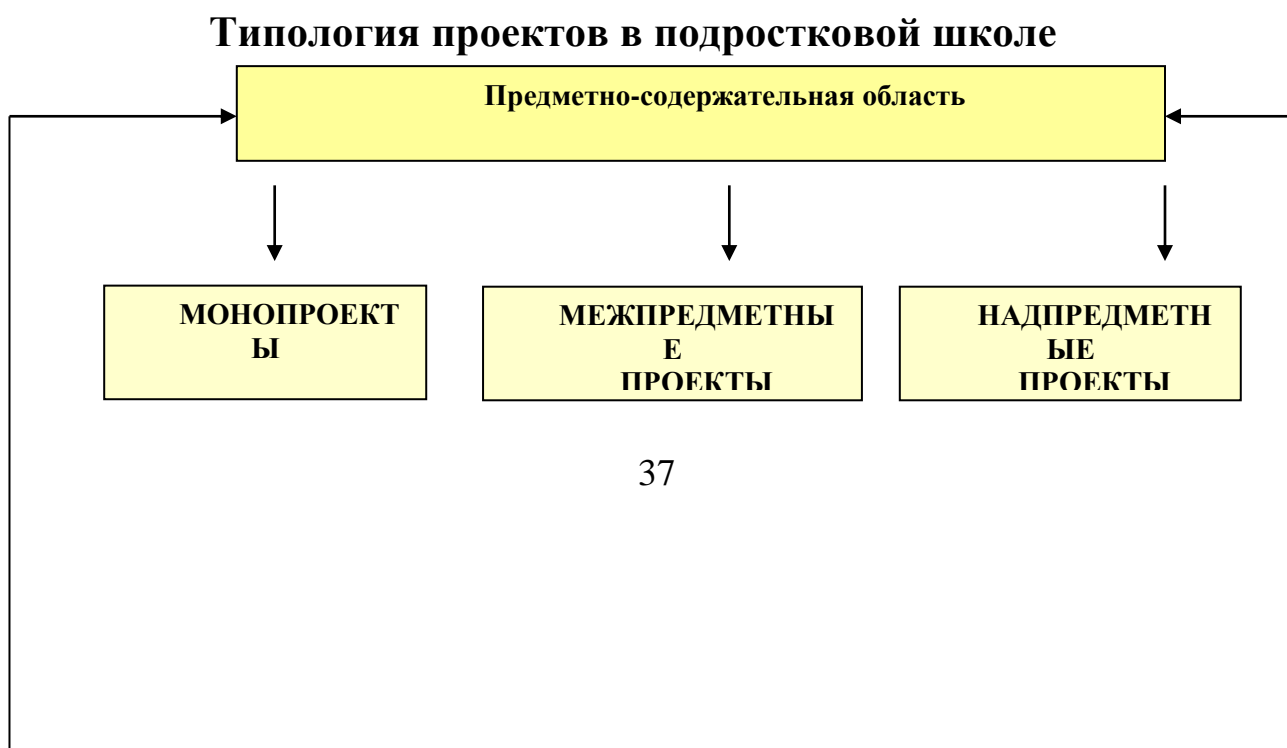 Типология проектов в подростковой школе
Предметно-содержательная область
МОНОПРОЕКТ
Ы
МЕЖПРЕДМЕТНЫ
Е
ПРОЕКТЫ
НАДПРЕДМЕТН
ЫЕ
ПРОЕКТЫ
37